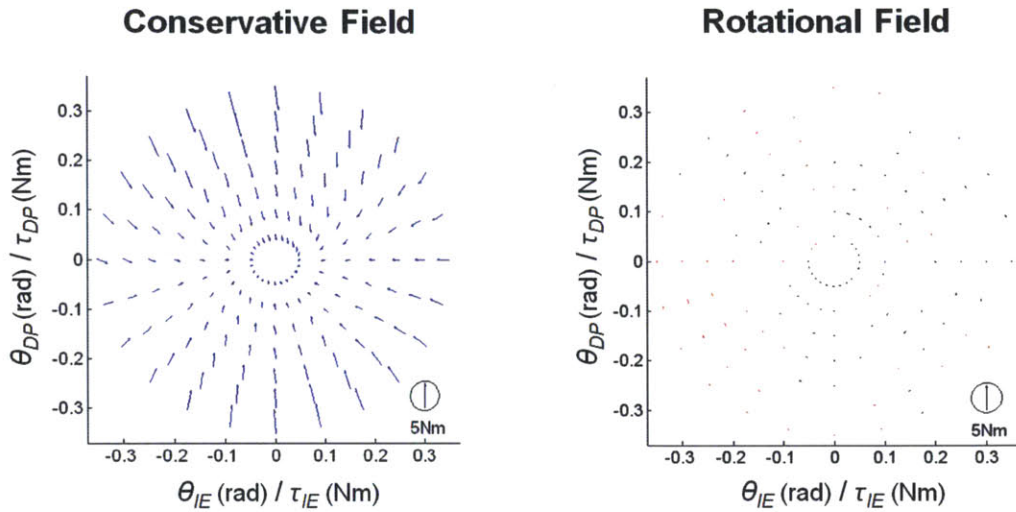 Conservative Field
Rotational Field
θDP (rad) / τDP (Nm)
0.3
0.2
0.1
0
-0.1
-0.2
-0.3
5Nm
-0.3 -0.2 -0.1 0 0.1 0.2 0.3
θIE (rad) / τIE (Nm)
θDP (rad) / τDP (Nm)
0.3
0.2
0.1
0
-0.1
-0.2
-0.3
5Nm
-0.3 -0.2 -0.1 0 0.1 0.2 0.3
θIE (rad) / τIE (Nm)